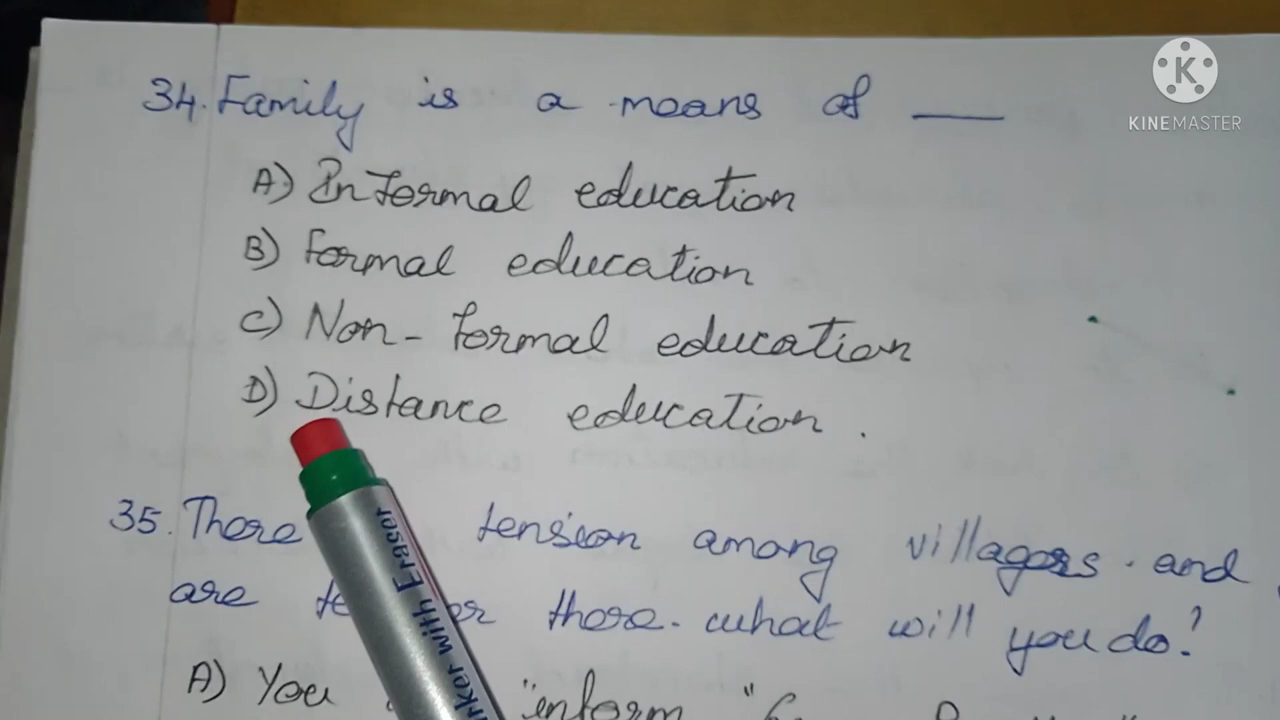 34. Family is a means of ___
A) Informal education
B) Formal education
C) Non-formal education
D) Distance education.
35. There tension among villagers. and
are there. what will you do?
A) You "inform
K
KINEMASTER
rker with Eraser